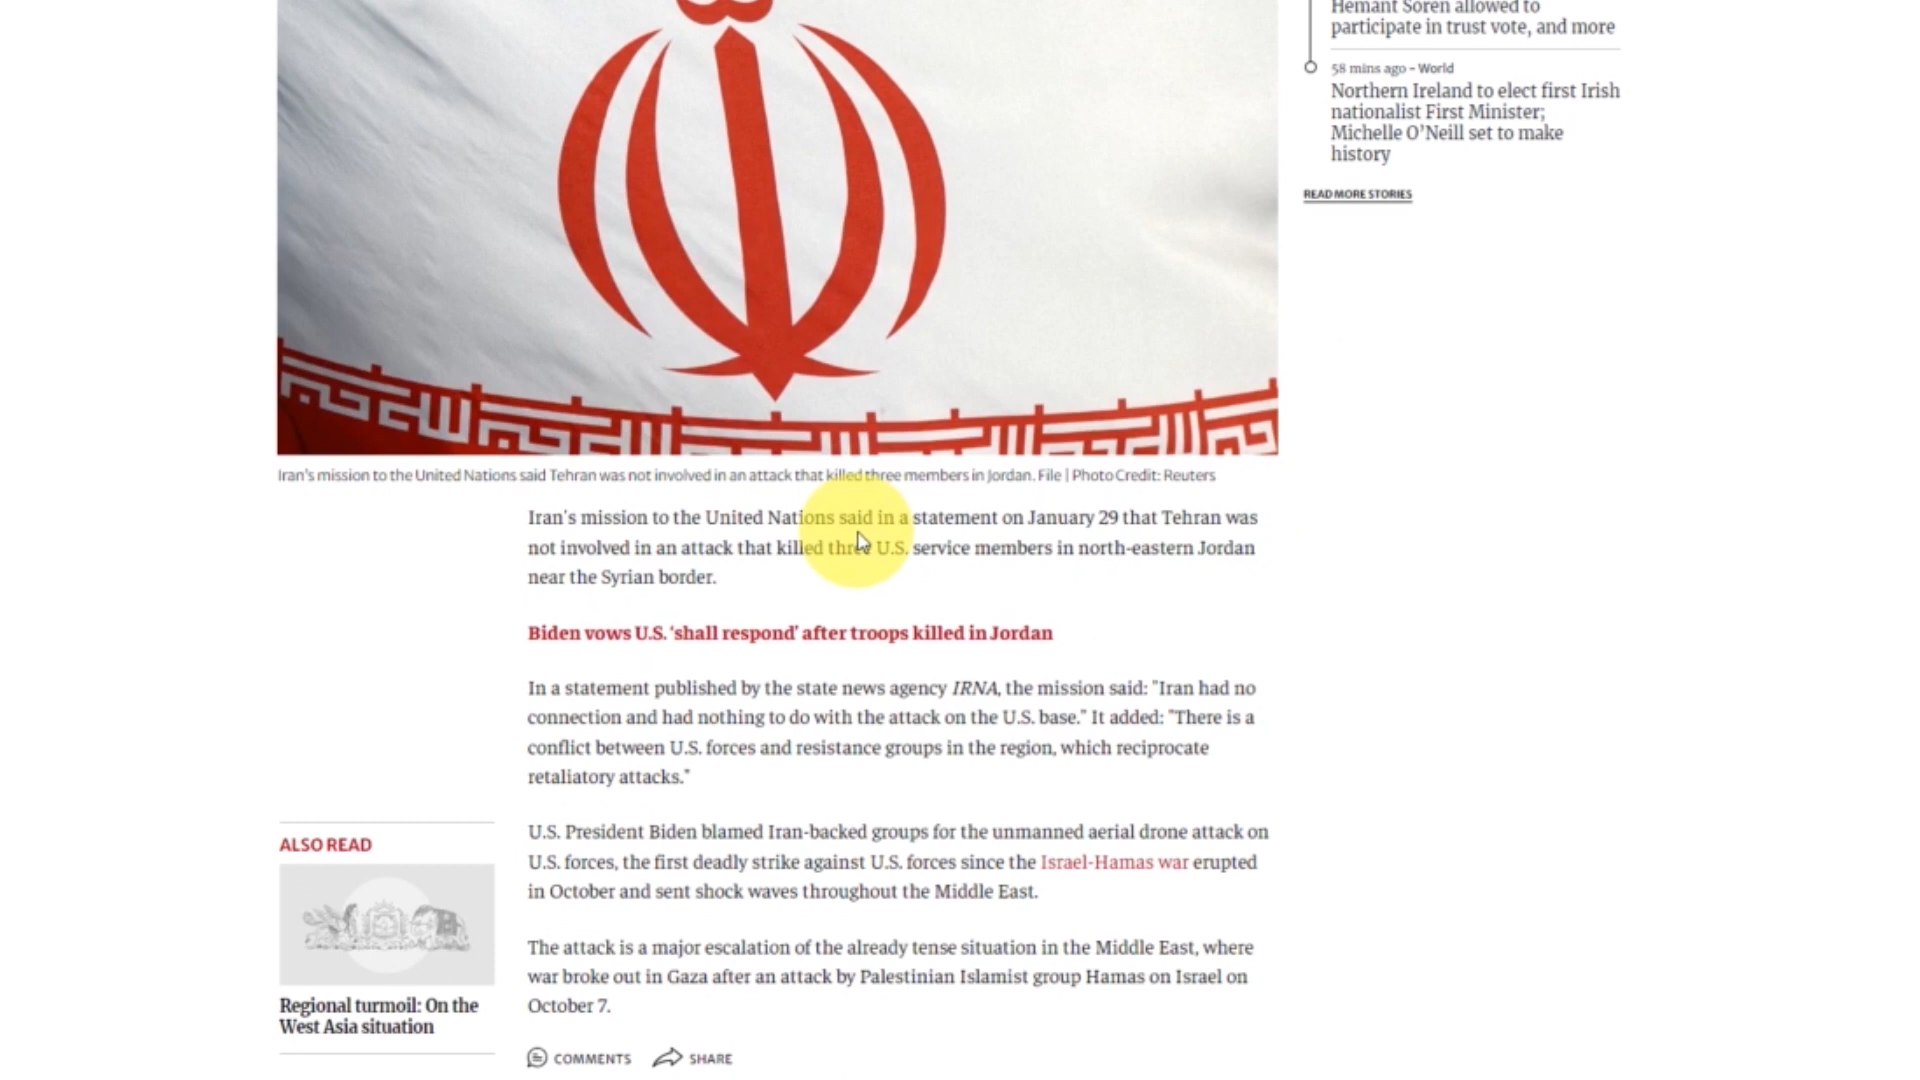 Hemant Soren allowed to
participate in trust vote, and more
58 mins ago - World
Northern Ireland to elect first Irish
nationalist First Minister;
Michelle O’Neill set to make
history
READ MORE STORIES
Iran's mission to the United Nations said Tehran was not involved in an attack that killed three members in Jordan. File | Photo Credit: Reuters
Iran's mission to the United Nations said in a statement on January 29 that Tehran was
not involved in an attack that killed three U.S. service members in north-eastern Jordan
near the Syrian border.
Biden vows U.S. ‘shall respond’ after troops killed in Jordan
In a statement published by the state news agency IRNA, the mission said: "Iran had no
connection and had nothing to do with the attack on the U.S. base." It added: "There is a
conflict between U.S. forces and resistance groups in the region, which reciprocate
retaliatory attacks."
U.S. President Biden blamed Iran-backed groups for the unmanned aerial drone attack on
U.S. forces, the first deadly strike against U.S. forces since the Israel-Hamas war erupted
in October and sent shock waves throughout the Middle East.
The attack is a major escalation of the already tense situation in the Middle East, where
war broke out in Gaza after an attack by Palestinian Islamist group Hamas on Israel on
October 7.
ALSO READ
Regional turmoil: On the
West Asia situation
COMMENTS SHARE